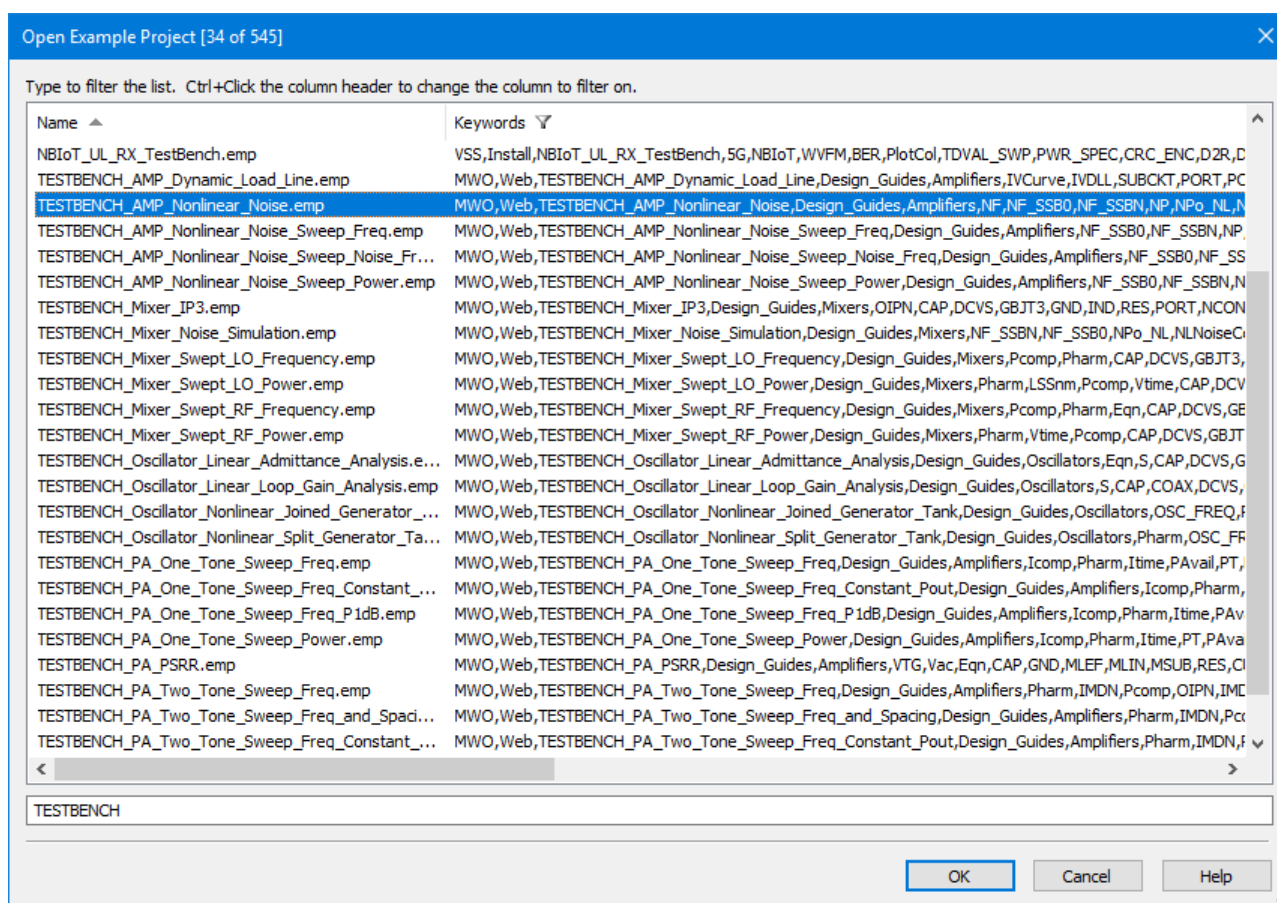 Open Example Project [34 of 545]
Type to filter the list.  Ctrl+Click the column header to change the column to filter on.
Name Keywords
NBIoT_UL_RX_TestBench.emp VSS,Install,NBIoT_UL_RX_TestBench,5G,NBIoT,WVFM,BER,PlotCol,TDVAL_SWP,PWR_SPEC,CRC_ENC,D2R,D
TESTBENCH_AMP_Dynamic_Load_Line.emp MWO,Web,TESTBENCH_AMP_Dynamic_Load_Line,Design_Guides,Amplifiers,IVCurve,IVDLL,SUBCKT,PORT,PC
TESTBENCH_AMP_Nonlinear_Noise.emp MWO,Web,TESTBENCH_AMP_Nonlinear_Noise,Design_Guides,Amplifiers,NF,NF_SSB0,NF_SSBN,NP,NPo_NL,N
TESTBENCH_AMP_Nonlinear_Noise_Sweep_Freq.emp MWO,Web,TESTBENCH_AMP_Nonlinear_Noise_Sweep_Freq,Design_Guides,Amplifiers,NF_SSB0,NF_SSBN,NP,
TESTBENCH_AMP_Nonlinear_Noise_Sweep_Noise_Fr... MWO,Web,TESTBENCH_AMP_Nonlinear_Noise_Sweep_Noise_Freq,Design_Guides,Amplifiers,NF_SSB0,NF_SS
TESTBENCH_AMP_Nonlinear_Noise_Sweep_Power.emp MWO,Web,TESTBENCH_AMP_Nonlinear_Noise_Sweep_Power,Design_Guides,Amplifiers,NF_SSB0,NF_SSBN,N
TESTBENCH_Mixer_IP3.emp MWO,Web,TESTBENCH_Mixer_IP3,Design_Guides,Mixers,OIPN,CAP,DCVS,GBJT3,GND,IND,RES,PORT,NCON
TESTBENCH_Mixer_Noise_Simulation.emp MWO,Web,TESTBENCH_Mixer_Noise_Simulation,Design_Guides,Mixers,NF_SSBN,NF_SSB0,NPo_NL,NLNoiseC
TESTBENCH_Mixer_Swept_LO_Frequency.emp MWO,Web,TESTBENCH_Mixer_Swept_LO_Frequency,Design_Guides,Mixers,Pcomp,Pharm,CAP,DCVS,GBJT3,
TESTBENCH_Mixer_Swept_LO_Power.emp MWO,Web,TESTBENCH_Mixer_Swept_LO_Power,Design_Guides,Mixers,Pharm,LSSnm,Pcomp,Vtime,CAP,DCV
TESTBENCH_Mixer_Swept_RF_Frequency.emp MWO,Web,TESTBENCH_Mixer_Swept_RF_Frequency,Design_Guides,Mixers,Pcomp,Pharm,Eqn,CAP,DCVS,GB
TESTBENCH_Mixer_Swept_RF_Power.emp MWO,Web,TESTBENCH_Mixer_Swept_RF_Power,Design_Guides,Mixers,Pharm,Vtime,Pcomp,CAP,DCVS,GBJT
TESTBENCH_Oscillator_Linear_Admittance_Analysis.e... MWO,Web,TESTBENCH_Oscillator_Linear_Admittance_Analysis,Design_Guides,Oscillators,Eqn,S,CAP,DCVS,G
TESTBENCH_Oscillator_Linear_Loop_Gain_Analysis.emp MWO,Web,TESTBENCH_Oscillator_Linear_Loop_Gain_Analysis,Design_Guides,Oscillators,S,CAP,COAX,DCVS,
TESTBENCH_Oscillator_Nonlinear_Joined_Generator_... MWO,Web,TESTBENCH_Oscillator_Nonlinear_Joined_Generator_Tank,Design_Guides,Oscillators,OSC_FREQ,
TESTBENCH_Oscillator_Nonlinear_Split_Generator_Ta... MWO,Web,TESTBENCH_Oscillator_Nonlinear_Split_Generator_Tank,Design_Guides,Oscillators,Pharm,OSC_FR
TESTBENCH_PA_One_Tone_Sweep_Freq.emp MWO,Web,TESTBENCH_PA_One_Tone_Sweep_Freq,Design_Guides,Amplifiers,Icomp,Pharm,Itime,PAvail,PT,
TESTBENCH_PA_One_Tone_Sweep_Freq_Constant_... MWO,Web,TESTBENCH_PA_One_Tone_Sweep_Freq_Constant_Pout,Design_Guides,Amplifiers,Icomp,Pharm,
TESTBENCH_PA_One_Tone_Sweep_Freq_P1dB.emp MWO,Web,TESTBENCH_PA_One_Tone_Sweep_Freq_P1dB,Design_Guides,Amplifiers,Icomp,Pharm,Itime,PAv
TESTBENCH_PA_One_Tone_Sweep_Power.emp MWO,Web,TESTBENCH_PA_One_Tone_Sweep_Power,Design_Guides,Amplifiers,Icomp,Pharm,Itime,PT,PAva
TESTBENCH_PA_PSRR.emp MWO,Web,TESTBENCH_PA_PSRR,Design_Guides,Amplifiers,VTG,Vac,Eqn,CAP,GND,MLEF,MLIN,MSUB,RES,CU
TESTBENCH_PA_Two_Tone_Sweep_Freq.emp MWO,Web,TESTBENCH_PA_Two_Tone_Sweep_Freq,Design_Guides,Amplifiers,Pharm,IMDN,Pcomp,OIPN,IMD
TESTBENCH_PA_Two_Tone_Sweep_Freq_and_Spaci... MWO,Web,TESTBENCH_PA_Two_Tone_Sweep_Freq_and_Spacing,Design_Guides,Amplifiers,Pharm,IMDN,Pco
TESTBENCH_PA_Two_Tone_Sweep_Freq_Constant_... MWO,Web,TESTBENCH_PA_Two_Tone_Sweep_Freq_Constant_Pout,Design_Guides,Amplifiers,Pharm,IMDN,
TESTBENCH
OK Cancel Help